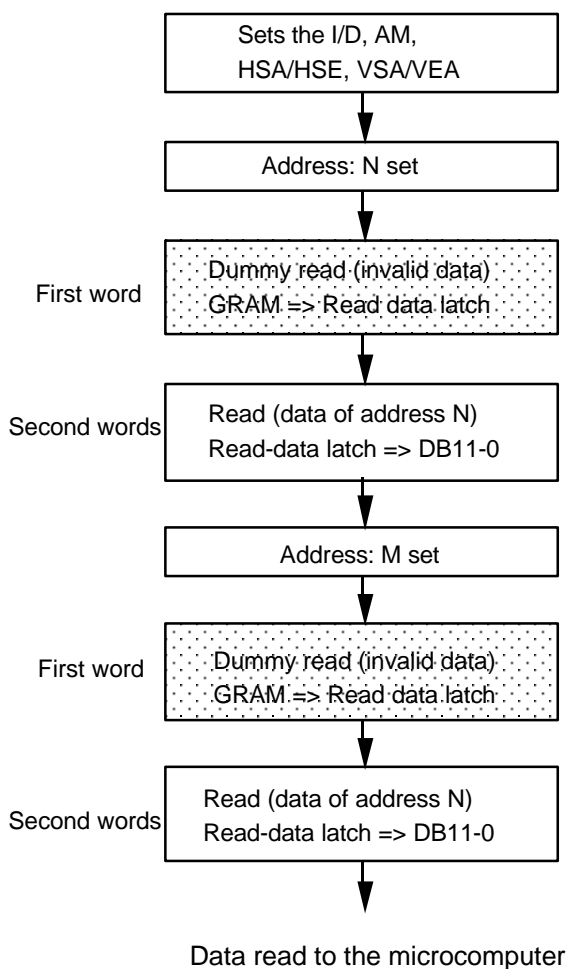 Sets the I/D, AM,
HSA/HSE, VSA/VEA
Address: N set
First word
Dummy read (invalid data)
GRAM => Read data latch
Second words
Read (data of address N)
Read-data latch => DB11-0
Address: M set
First word
Dummy read (invalid data)
GRAM => Read data latch
Second words
Read (data of address N)
Read-data latch => DB11-0
Data read to the microcomputer